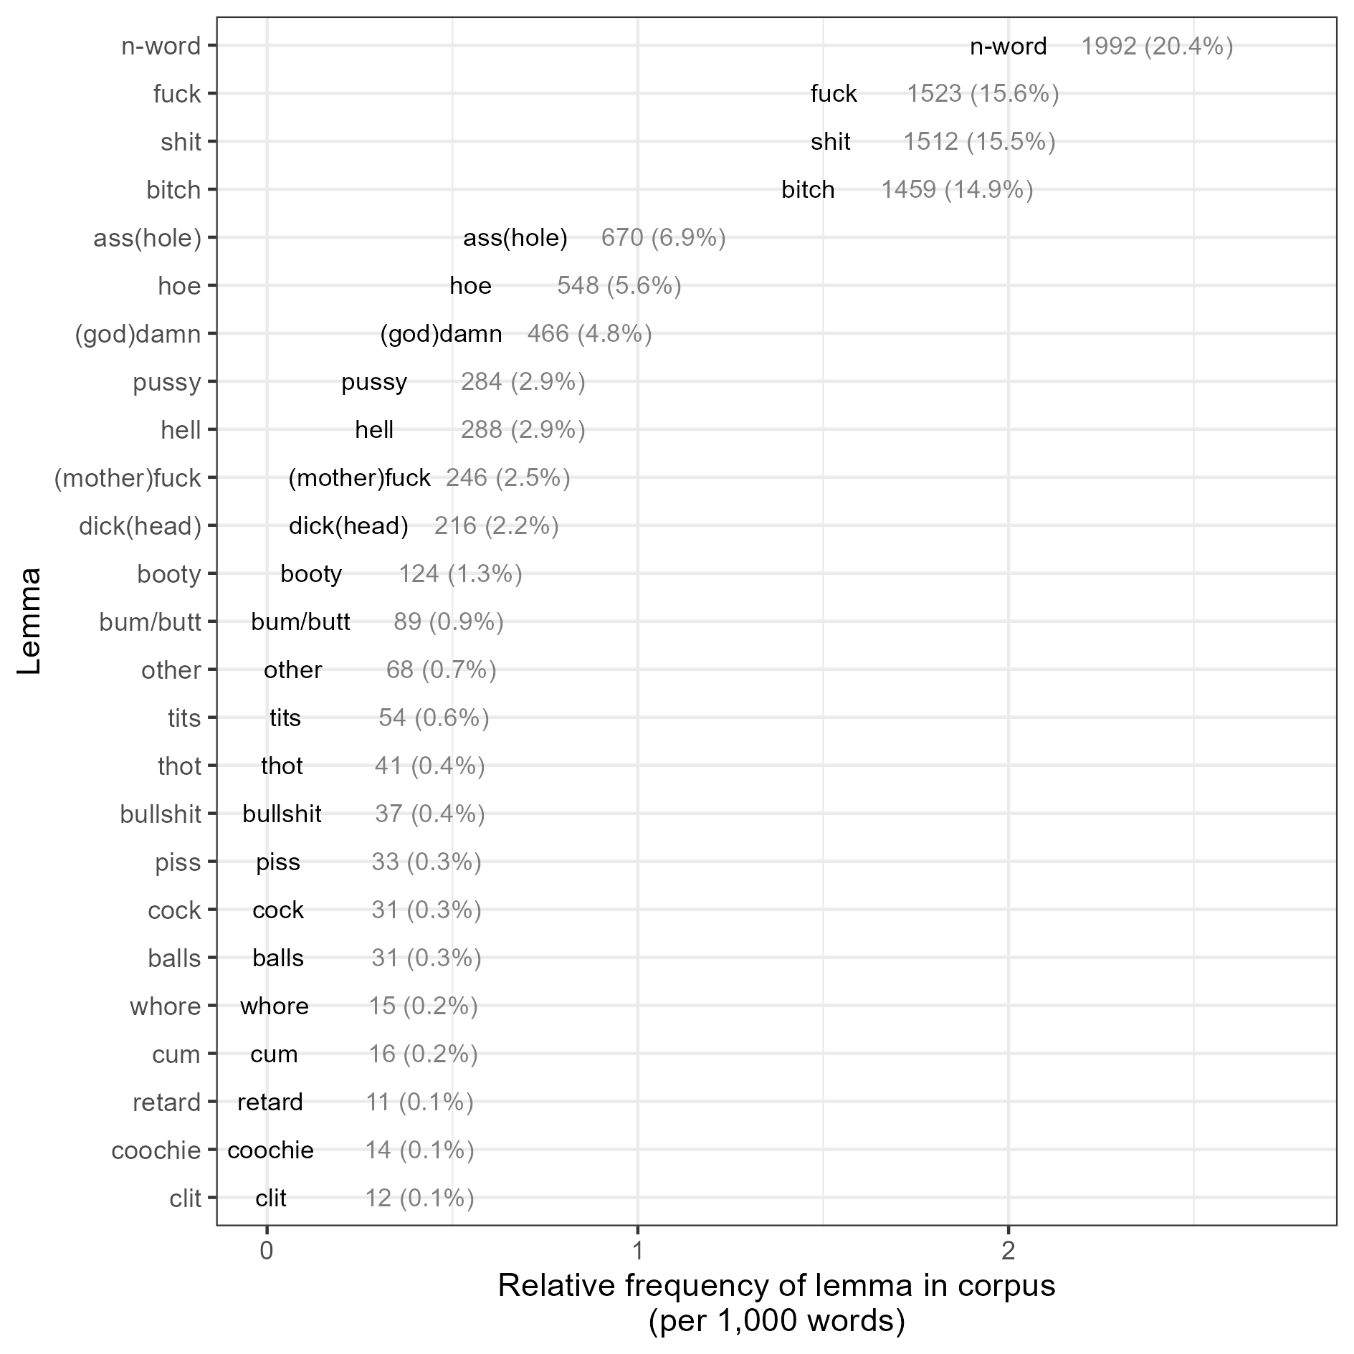 n-word n-word 1992 (20.4%)
fuck fuck 1523 (15.6%)
shit shit 1512 (15.5%)
bitch bitch 1459 (14.9%)
ass(hole) ass(hole) 670 (6.9%)
hoe hoe 548 (5.6%)
(god)damn (god)damn 466 (4.8%)
pussy pussy 284 (2.9%)
hell hell 288 (2.9%)
(mother)fuck (mother)fuck 246 (2.5%)
dick(head) dick(head) 216 (2.2%)
booty booty 124 (1.3%)
bum/butt bum/butt 89 (0.9%)
Lemma
other other 68 (0.7%)
tits tits 54 (0.6%)
thot thot 41 (0.4%)
bullshit bullshit 37 (0.4%)
piss piss 33 (0.3%)
cock cock 31 (0.3%)
balls balls 31 (0.3%)
whore whore 15 (0.2%)
cum cum 16 (0.2%)
retard retard 11 (0.1%)
coochie coochie 14 (0.1%)
clit clit 12 (0.1%)
0 1 2
Relative frequency of lemma in corpus
(per 1,000 words)